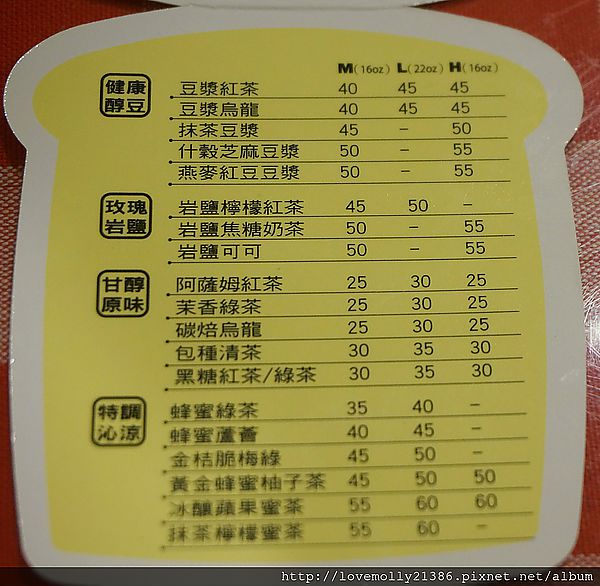 M(16oz) L(22oz) H(16oz)
健康醇豆
豆漿紅茶 40 45 45
豆漿烏龍 40 45 45
抹茶豆漿 45 – 50
什穀芝麻豆漿 50 – 55
燕麥紅豆豆漿 50 – 55
玫瑰岩鹽
岩鹽檸檬紅茶 45 50 –
岩鹽焦糖奶茶 50 – 55
岩鹽可可 50 – 55
甘醇原味
阿薩姆紅茶 25 30 25
茉香綠茶 25 30 25
碳焙烏龍 25 30 25
包種清茶 30 35 30
黑糖紅茶/綠茶 30 35 30
特調沁涼
蜂蜜綠茶 35 40 –
蜂蜜蘆薈 40 45 –
金桔脆梅綠 45 50 –
黃金蜂蜜柚子茶 45 50 50
冰釀蘋果蜜茶 55 60 60
抹茶檸檬蜜茶 55 60 –
http://lovemolly21386.pixnet.net/album